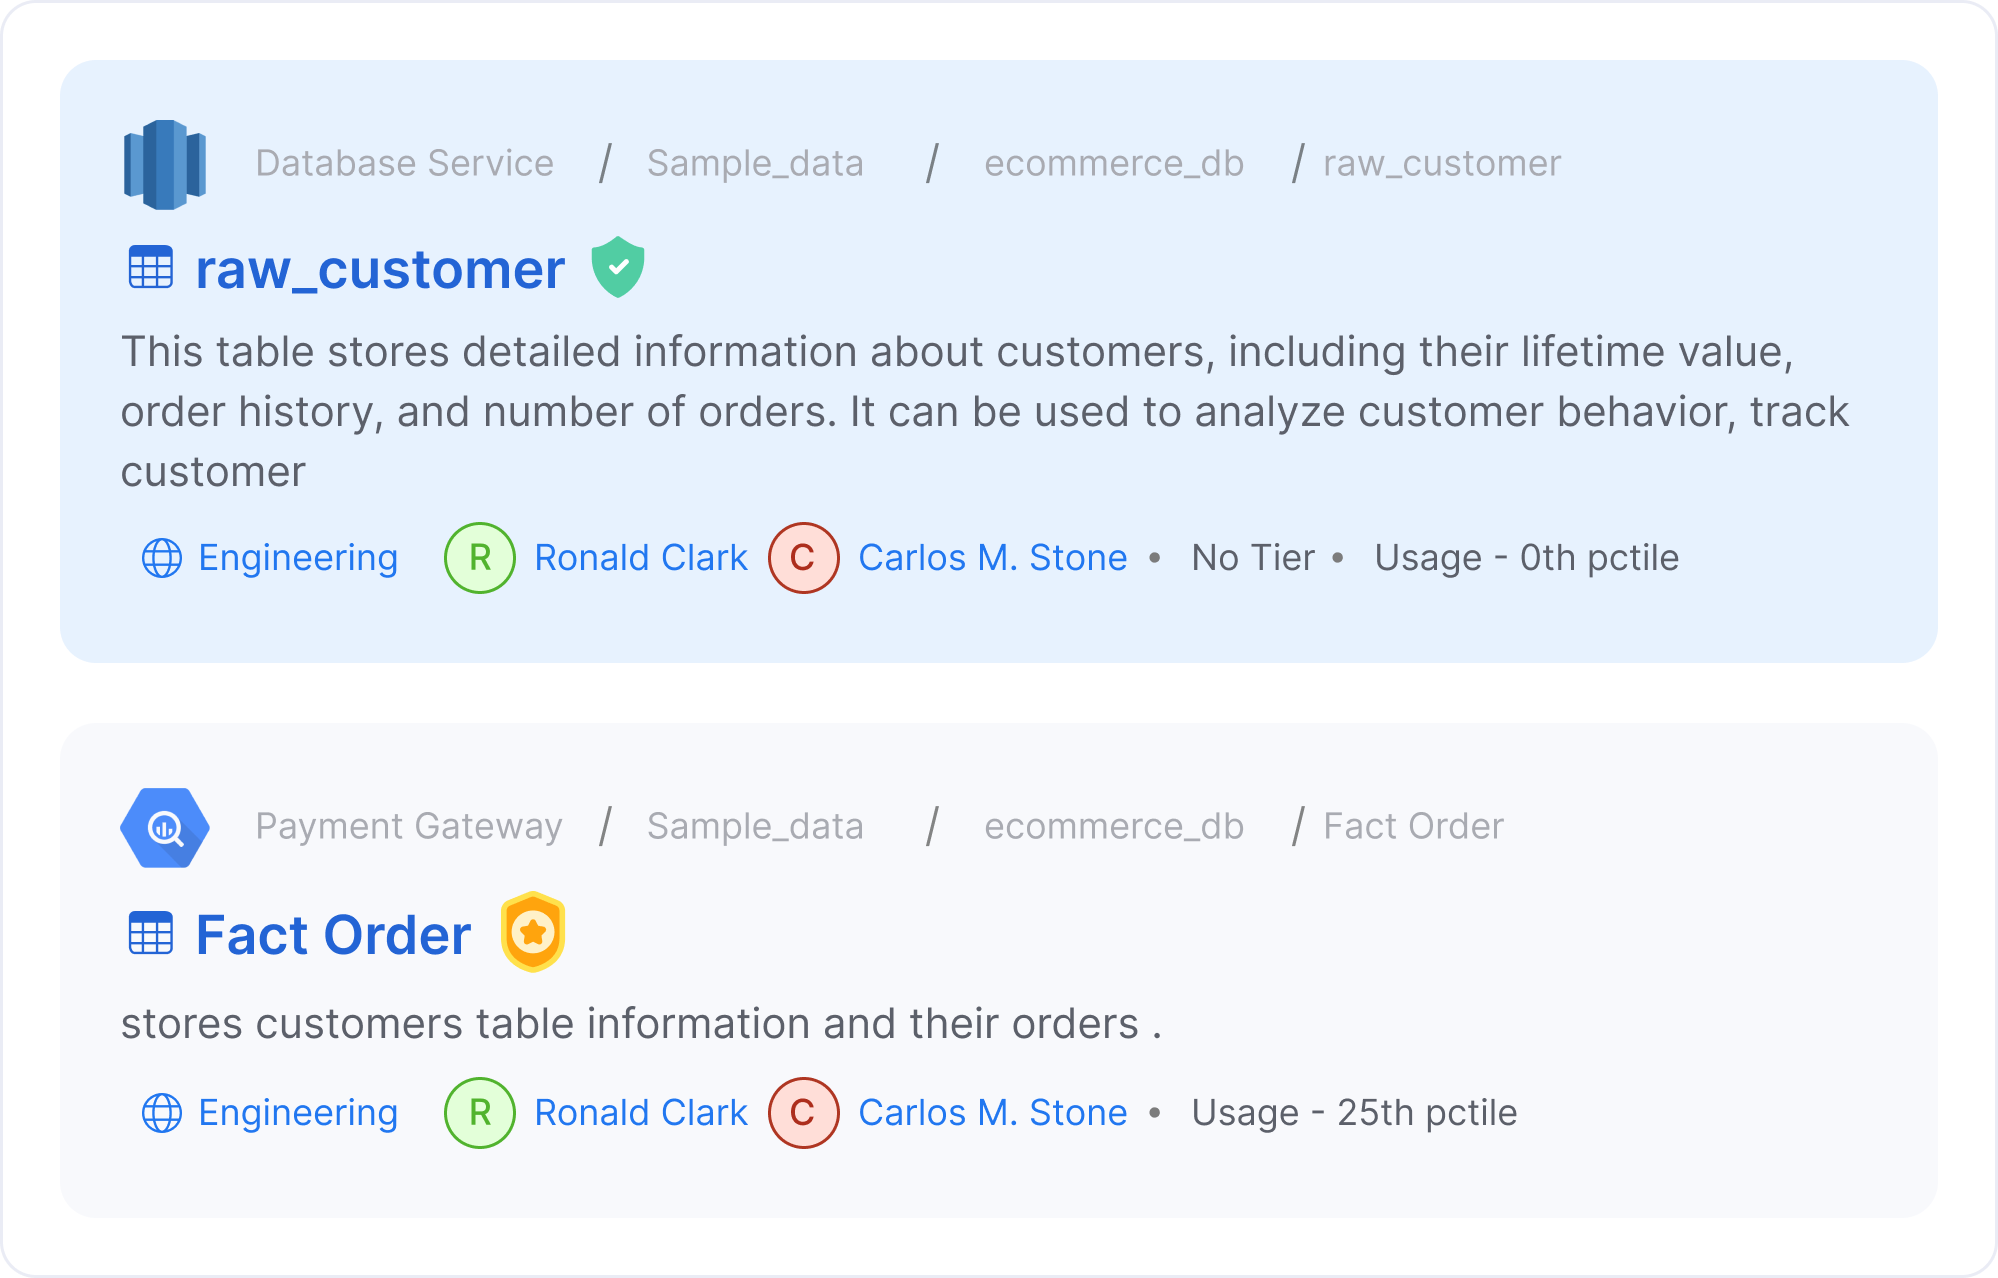 Database Service / Sample_data / ecommerce_db / raw_customer
raw_customer
This table stores detailed information about customers, including their lifetime value,
order history, and number of orders. It can be used to analyze customer behavior, track
customer
Engineering R Ronald Clark C Carlos M. Stone • No Tier • Usage - 0th pctile
Payment Gateway / Sample_data / ecommerce_db / Fact Order
Fact Order
stores customers table information and their orders .
Engineering R Ronald Clark C Carlos M. Stone • Usage - 25th pctile